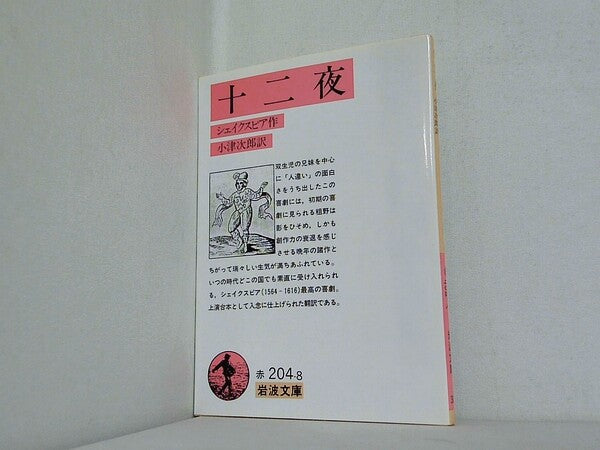 十二夜
シェイクスピア作
小津次郎訳
双生児の兄妹を中心
に「人違い」の面白
さをうち出したこの
喜劇には，初期の喜
劇に見られる粗野は
影をひそめ，しかも
創作力の衰退を感じ
させる晩年の諸作と
ちがって瑞々しい生気が満ちあふれている。
いつの時代どこの国でも素直に受け入れられ
る，シェイクスピア(1564－1616)最高の喜劇。
上演台本として入念に仕上げられた翻訳である。
赤 204-8
岩波文庫